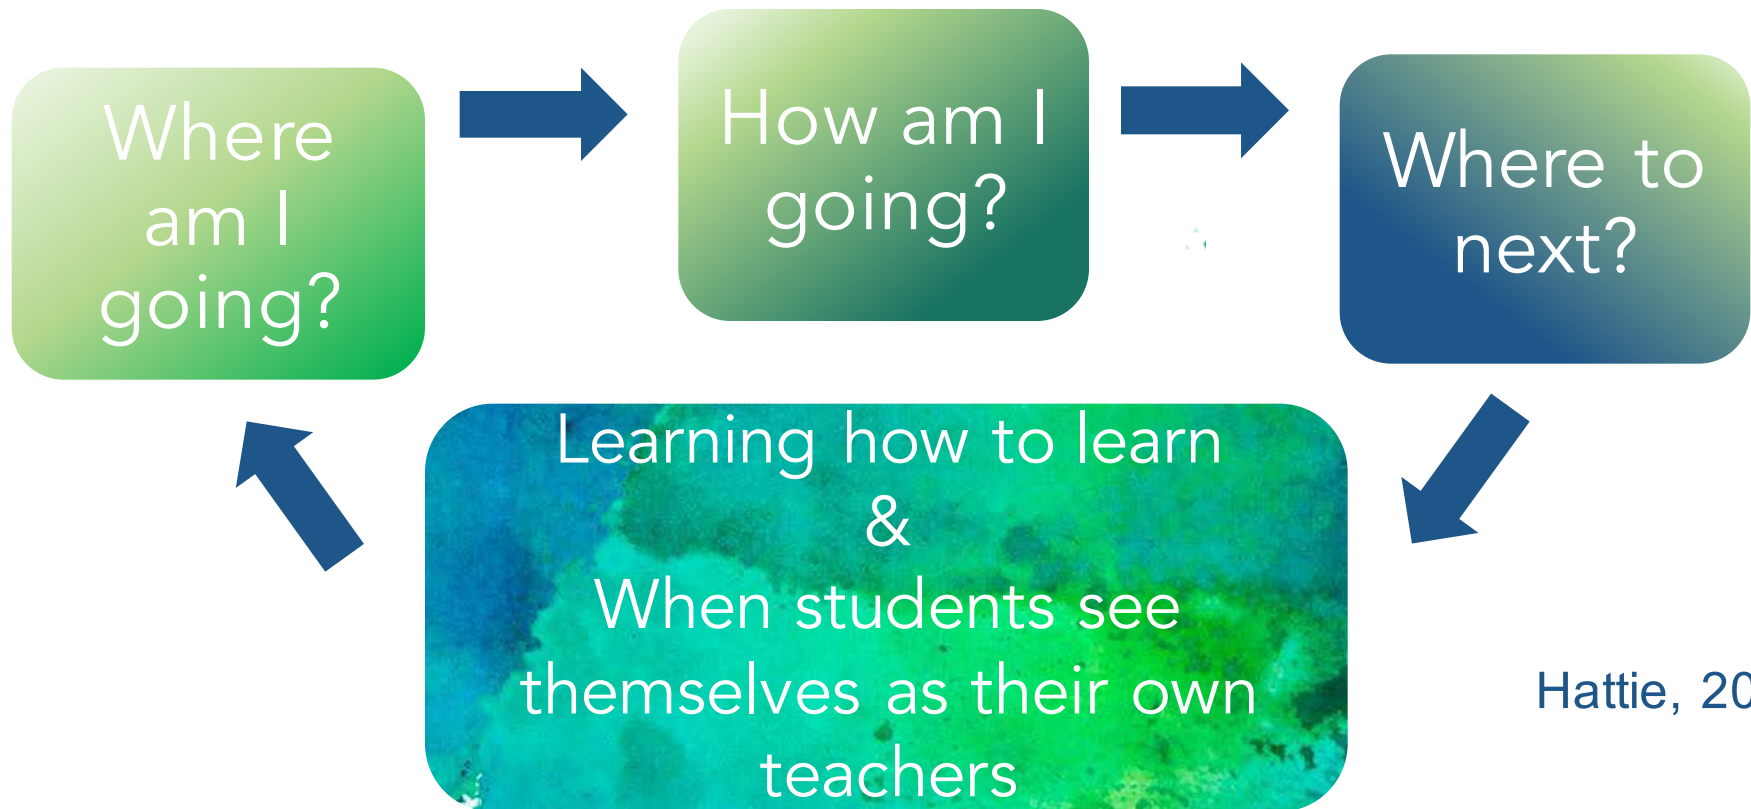 Where
am I
going?
How am I
going?
Where to
next?
Learning how to learn
&
When students see
themselves as their own
teachers
Hattie, 20